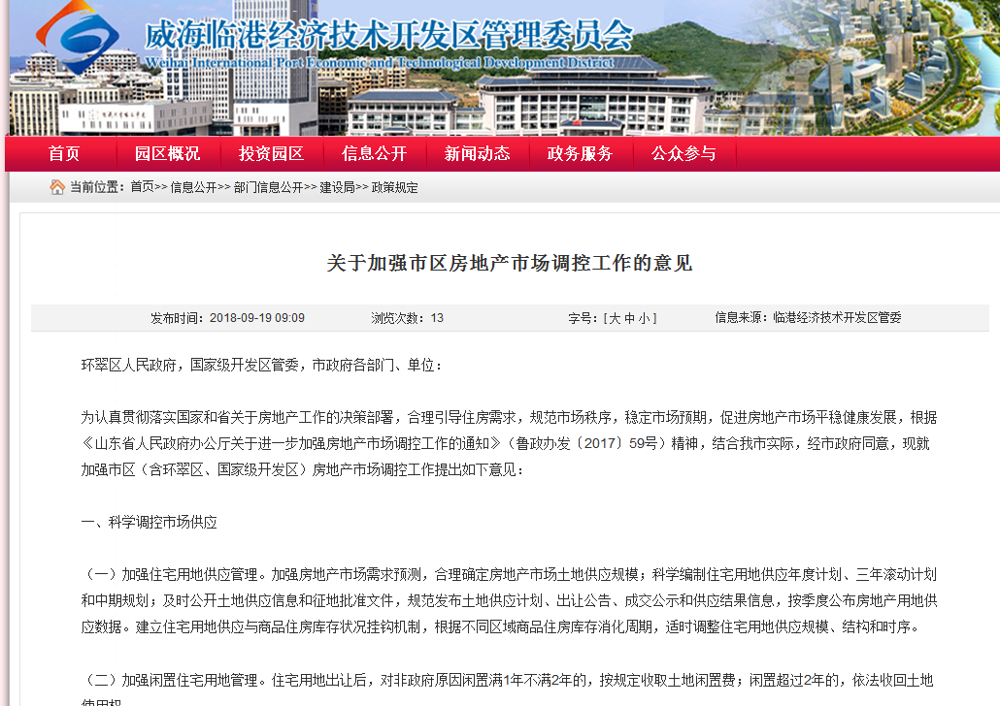 威海临港经济技术开发区管理委员会
Weihai International Port Economic and Technological Development District
首页 园区概况 投资园区 信息公开 新闻动态 政务服务 公众参与
当前位置：首页>> 信息公开>> 部门信息公开>> 建设局>> 政策规定
关于加强市区房地产市场调控工作的意见
发布时间：2018-09-19 09:09 浏览次数：13 字号：[ 大 中 小 ] 信息来源：临港经济技术开发区管委
环翠区人民政府，国家级开发区管委，市政府各部门、单位：
为认真贯彻落实国家和省关于房地产工作的决策部署，合理引导住房需求，规范市场秩序，稳定市场预期，促进房地产市场平稳健康发展，根据
《山东省人民政府办公厅关于进一步加强房地产市场调控工作的通知》（鲁政办发〔2017〕59号）精神，结合我市实际，经市政府同意，现就
加强市区（含环翠区、国家级开发区）房地产市场调控工作提出如下意见：
一、科学调控市场供应
（一）加强住宅用地供应管理。加强房地产市场需求预测，合理确定房地产市场土地供应规模；科学编制住宅用地供应年度计划、三年滚动计划
和中期规划；及时公开土地供应信息和征地批准文件，规范发布土地供应计划、出让公告、成交公示和供应结果信息，按季度公布房地产用地供
应数据。建立住宅用地供应与商品住房库存状况挂钩机制，根据不同区域商品住房库存消化周期，适时调整住宅用地供应规模、结构和时序。
（二）加强闲置住宅用地管理。住宅用地出让后，对非政府原因闲置满1年不满2年的，按规定收取土地闲置费；闲置超过2年的，依法收回土地
使用权